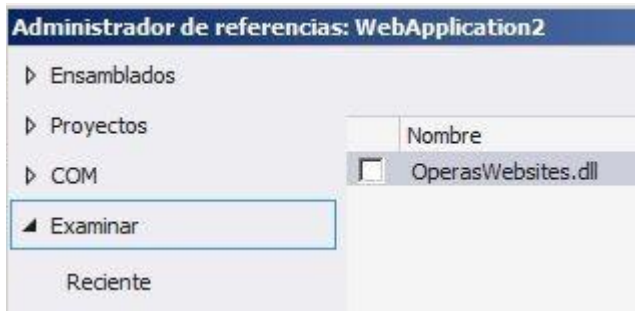 Administrador de referencias: WebApplication2
Ensamblados
Proyectos
COM
Examinar
Reciente
Nombre
OperasWebsites.dll